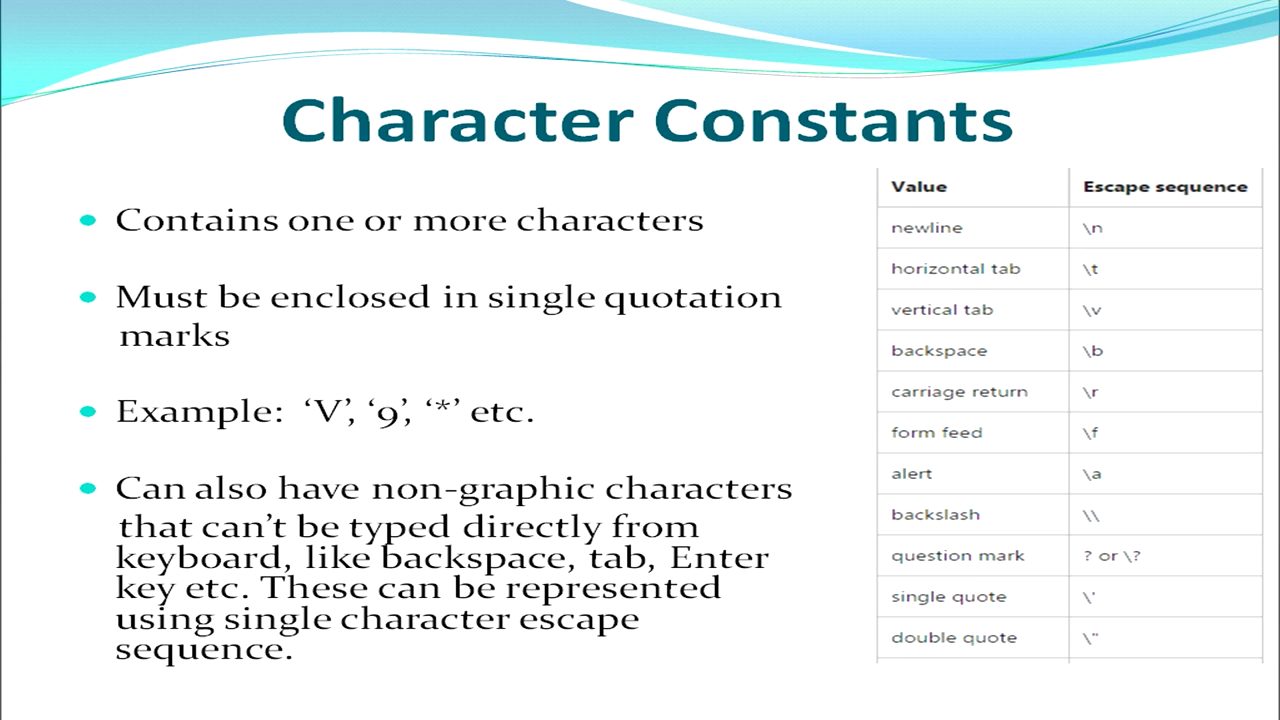 Character Constants
• Contains one or more characters
• Must be enclosed in single quotation
marks
• Example: ‘V’, ‘9’, ‘*’ etc.
• Can also have non-graphic characters
that can’t be typed directly from
keyboard, like backspace, tab, Enter
key etc. These can be represented
using single character escape
sequence.
Value Escape sequence
newline \n
horizontal tab \t
vertical tab \v
backspace \b
carriage return \r
form feed \f
alert \a
backslash \\
question mark ? or \?
single quote \'
double quote \"